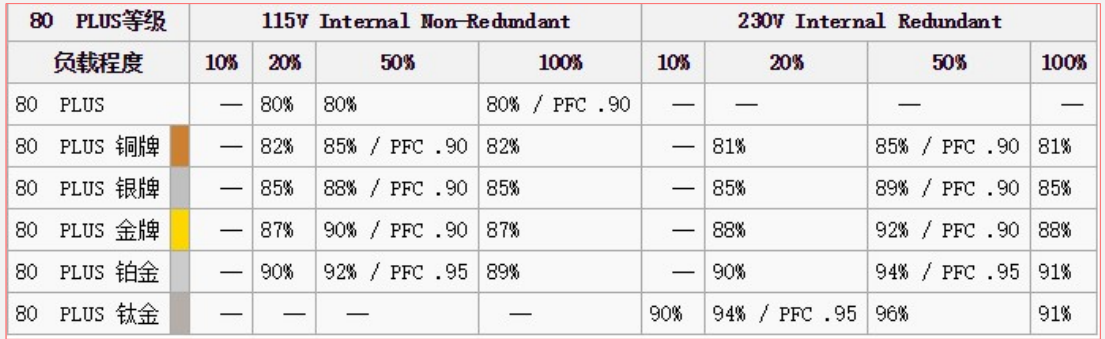 80 PLUS等级 115V Internal Non-Redundant 230V Internal Redundant
负载程度 10% 20% 50% 100% 10% 20% 50% 100%
80 PLUS — 80% 80% 80% / PFC .90 — — — —
80 PLUS 铜牌 — 82% 85% / PFC .90 82% — 81% 85% / PFC .90 81%
80 PLUS 银牌 — 85% 88% / PFC .90 85% — 85% 89% / PFC .90 85%
80 PLUS 金牌 — 87% 90% / PFC .90 87% — 88% 92% / PFC .90 88%
80 PLUS 铂金 — 90% 92% / PFC .95 89% — 90% 94% / PFC .95 91%
80 PLUS 钛金 — — — — 90% 94% / PFC .95 96% 91%